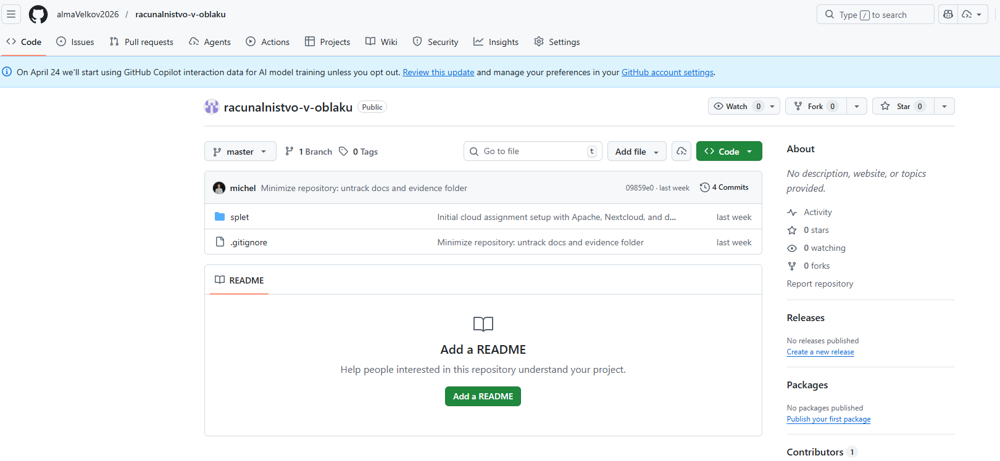 almaVelkov2026 / racunalnistvo-v-oblaku
Type / to search
Code Issues Pull requests Agents Actions Projects Wiki Security Insights Settings
On April 24 we'll start using GitHub Copilot interaction data for AI model training unless you opt out. Review this update and manage your preferences in your GitHub account settings.
racunalnistvo-v-oblaku Public
Watch 0 Fork 0 Star 0
master 1 Branch 0 Tags
Go to file t Add file Code
michel Minimize repository: untrack docs and evidence folder 09859e0 · last week 4 Commits
splet Initial cloud assignment setup with Apache, Nextcloud, and d... last week
.gitignore Minimize repository: untrack docs and evidence folder last week
README
Add a README
Help people interested in this repository understand your project.
Add a README
About
No description, website, or topics
provided.
Activity
0 stars
0 watching
0 forks
Report repository
Releases
No releases published
Create a new release
Packages
No packages published
Publish your first package
Contributors 1